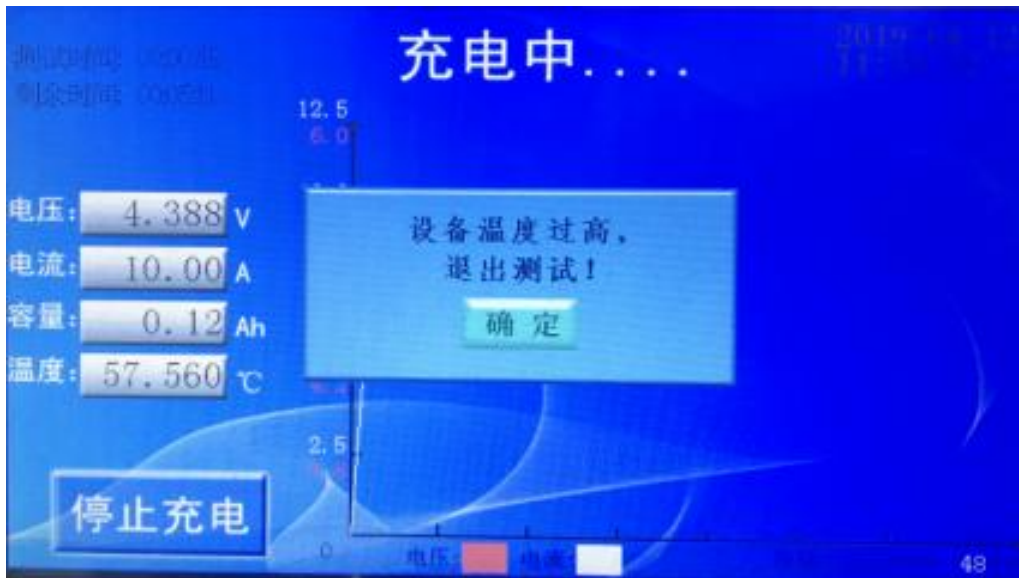 充电中....
12.5
6.0
电压: 4.388 V
电流: 10.00 A
容量: 0.12 Ah
温度: 57.560 ℃
设备温度过高，
退出测试！
确 定
2.5
停止充电
0
电压:
电流:
48